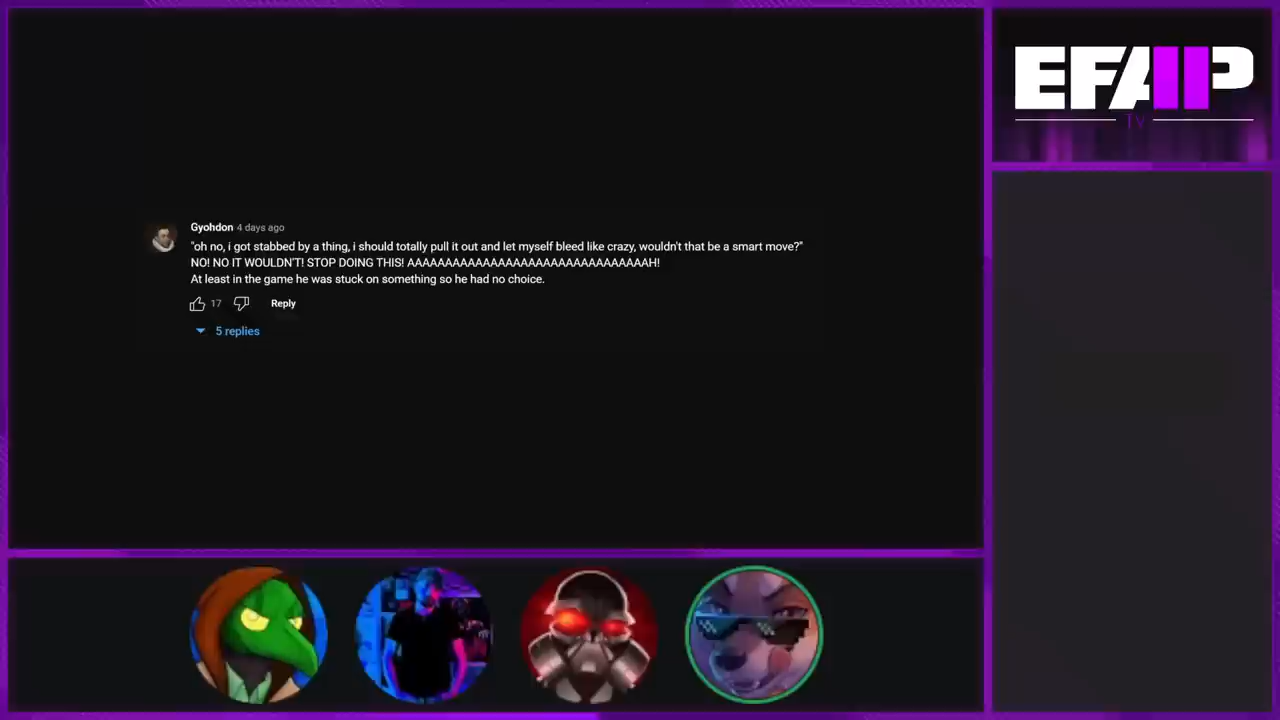 EFAP
TV
Gyohdon 4 days ago
"oh no, i got stabbed by a thing, i should totally pull it out and let myself bleed like crazy, wouldn't that be a smart move?"
NO! NO IT WOULDN'T! STOP DOING THIS! AAAAAAAAAAAAAAAAAAAAAAAAAAAAAAAAH!
At least in the game he was stuck on something so he had no choice.
17 Reply
5 replies